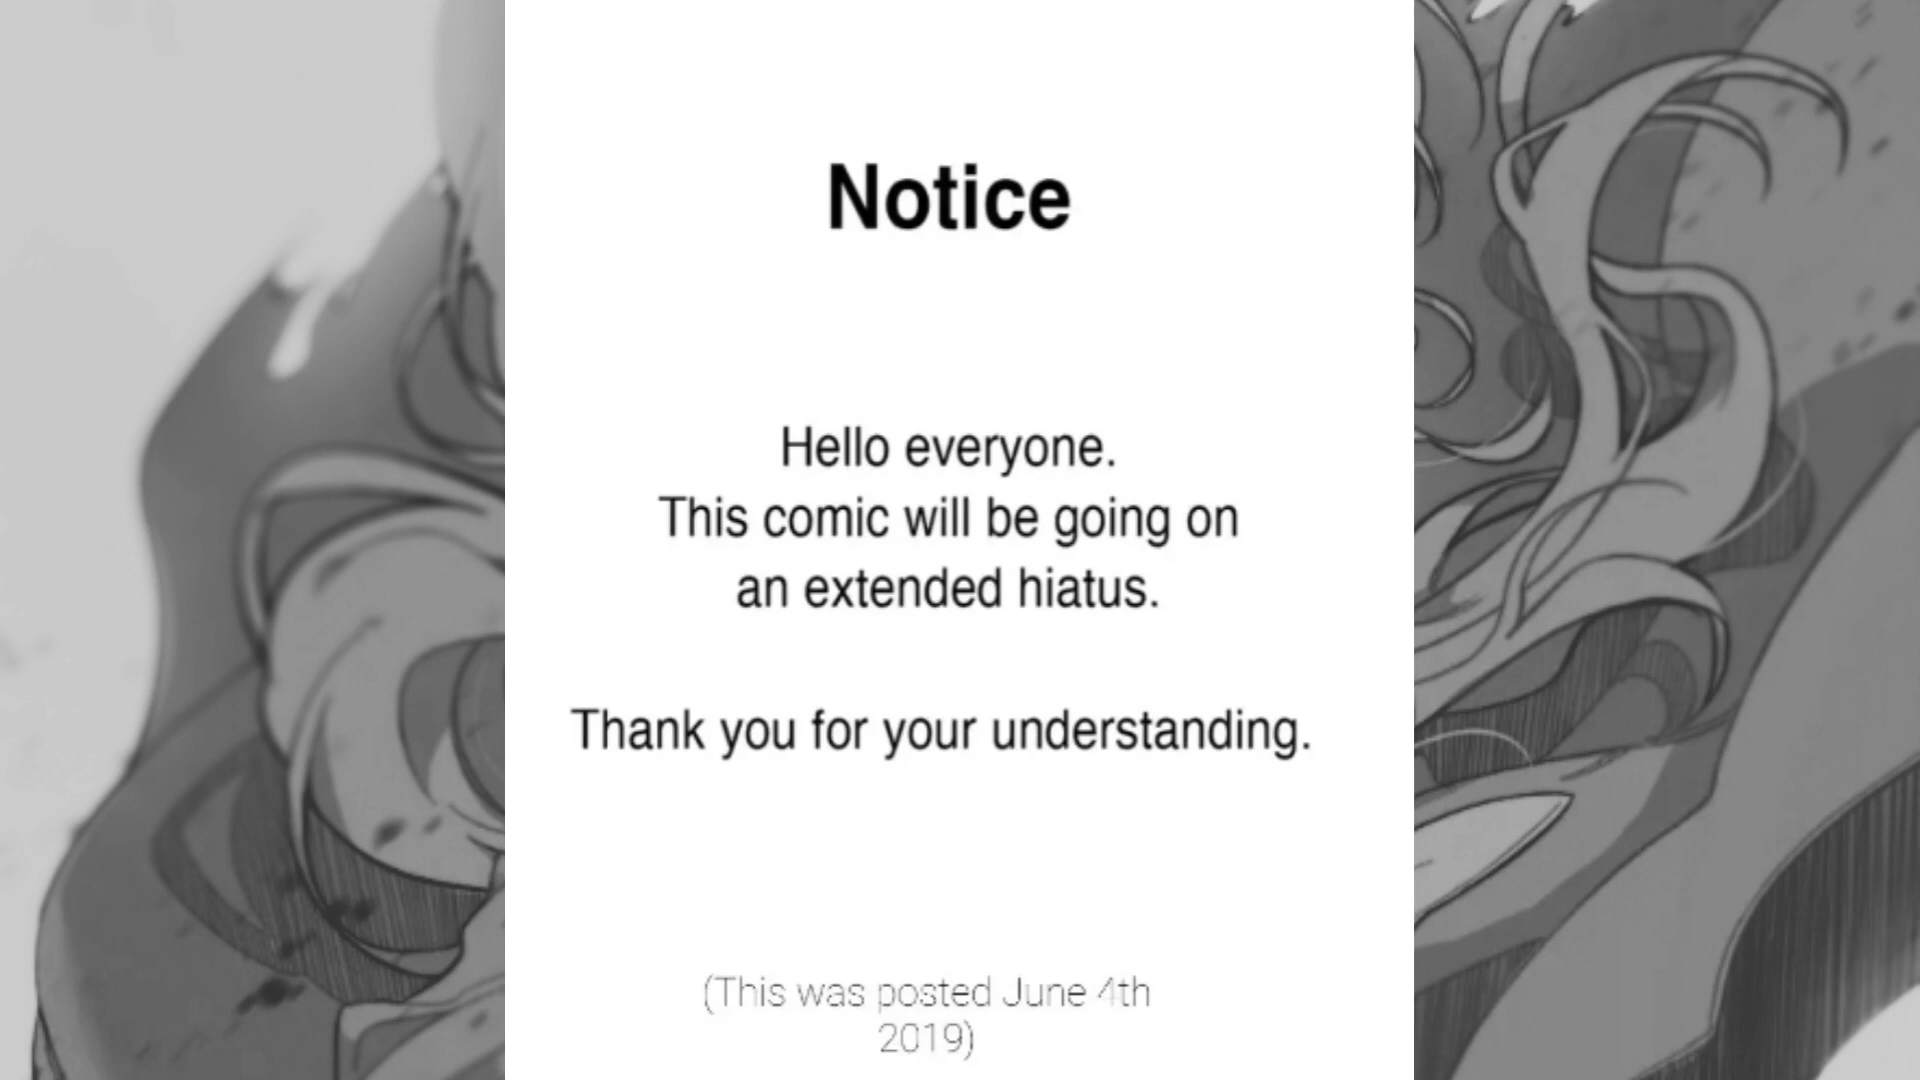 Notice
Hello everyone.
This comic will be going on
an extended hiatus.
Thank you for your understanding.
(This was posted June 4th
2019)